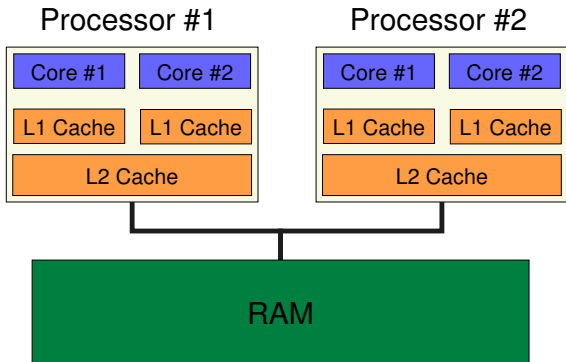 Processor #1 Processor #2
Core #1 Core #2 Core #1 Core #2
L1 Cache L1 Cache L1 Cache L1 Cache
L2 Cache L2 Cache
RAM